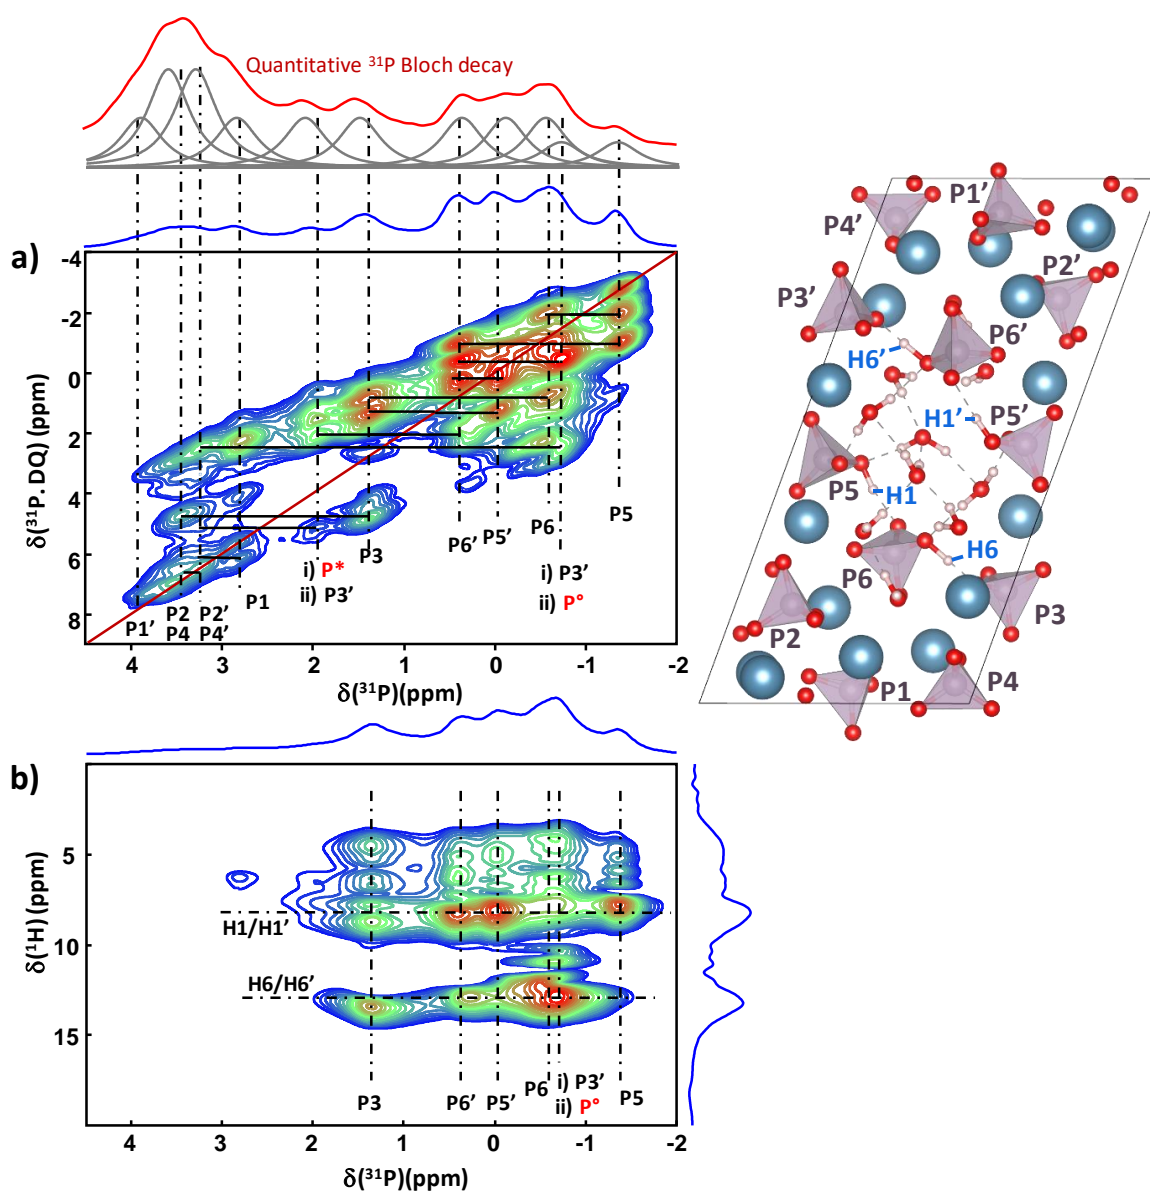 Quantitative ³¹P Bloch decay
a)
-4
-2
0
2
4
6
8
δ(³¹P. DQ) (ppm)
P1’
P2
P4
P2’
P4’
P1
i) P*
ii) P3’
P3
P6’
P5’
P6
i) P3’
ii) P°
P5
4
3
2
1
0
-1
-2
δ(³¹P)(ppm)
P1’
P4’
P2’
P3’
P6’
H6’
H1’
P5’
P5
H1
H6
P6
P3
P2
P1
P4
b)
5
10
15
δ(¹H) (ppm)
H1/H1’
H6/H6’
P3
P6’
P5’
P6
i) P3’
ii) P°
P5
4
3
2
1
0
-1
-2
δ(³¹P)(ppm)